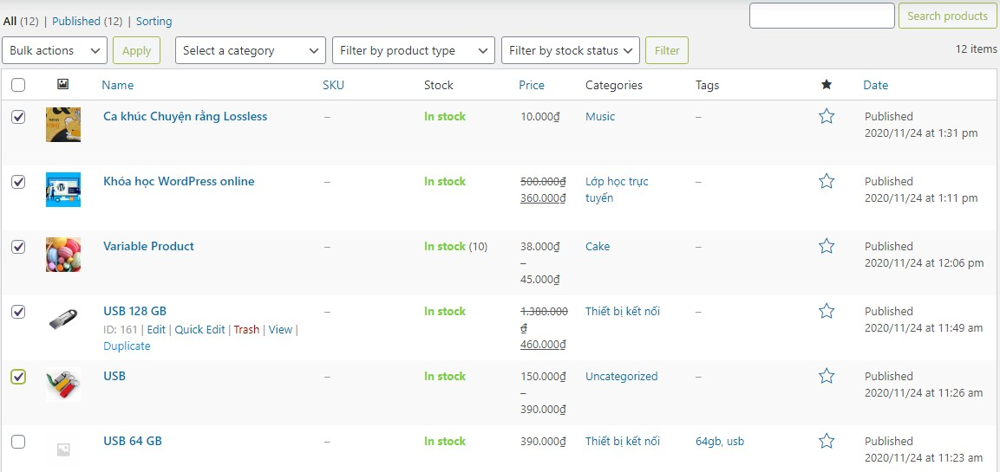 All (12) | Published (12) | Sorting
Search products
Bulk actions Apply Select a category Filter by product type Filter by stock status Filter 12 items
Name SKU Stock Price Categories Tags Date
Ca khúc Chuyện rằng Lossless – In stock 10.000₫ Music – Published
2020/11/24 at 1:31 pm
Khóa học WordPress online – In stock 500.000₫ Lớp học trực – Published
360.000₫ tuyến 2020/11/24 at 1:11 pm
Variable Product – In stock (10) 38.000₫ Cake – Published
– 2020/11/24 at 12:06 pm
45.000₫
USB 128 GB – In stock 1.380.000 Thiết bị kết nối – Published
ID: 161 | Edit | Quick Edit | Trash | View | ₫ 2020/11/24 at 11:49 am
Duplicate 460.000₫
USB – In stock 150.000₫ Uncategorized – Published
– 2020/11/24 at 11:26 am
390.000₫
USB 64 GB – In stock 390.000₫ Thiết bị kết nối 64gb, usb Published
2020/11/24 at 11:23 am